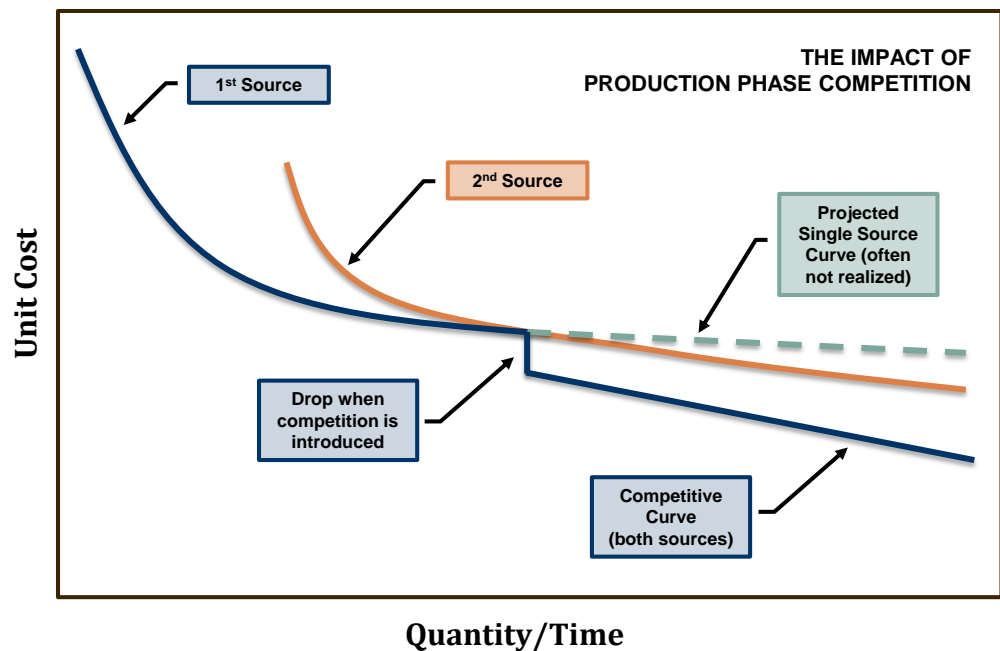 THE IMPACT OF
PRODUCTION PHASE COMPETITION
1st Source
2nd Source
Projected
Single Source
Curve (often
not realized)
Unit Cost
Drop when
competition is
introduced
Competitive
Curve
(both sources)
Quantity/Time